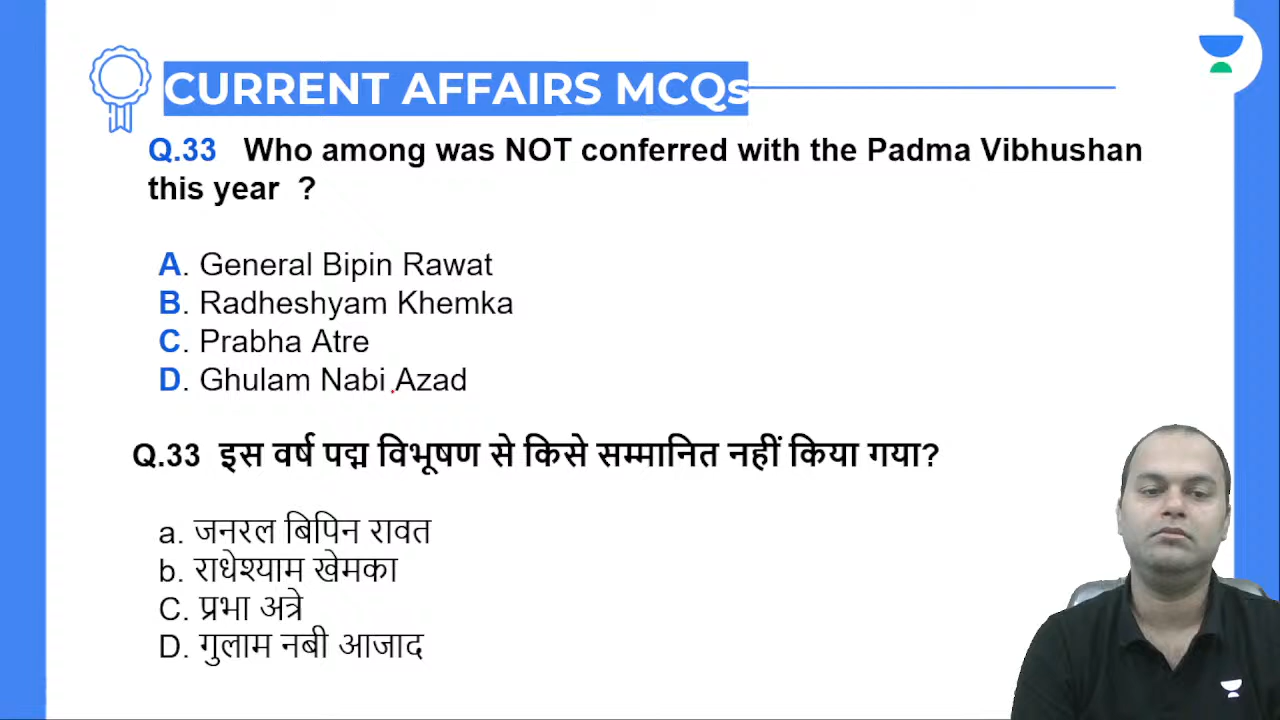 CURRENT AFFAIRS MCQs
Q.33 Who among was NOT conferred with the Padma Vibhushan
this year ?
A. General Bipin Rawat
B. Radheshyam Khemka
C. Prabha Atre
D. Ghulam Nabi Azad
Q.33 इस वर्ष पद्म विभूषण से किसे सम्मानित नहीं किया गया?
a. जनरल बिपिन रावत
b. राधेश्याम खेमका
C. प्रभा अत्रे
D. गुलाम नबी आजाद